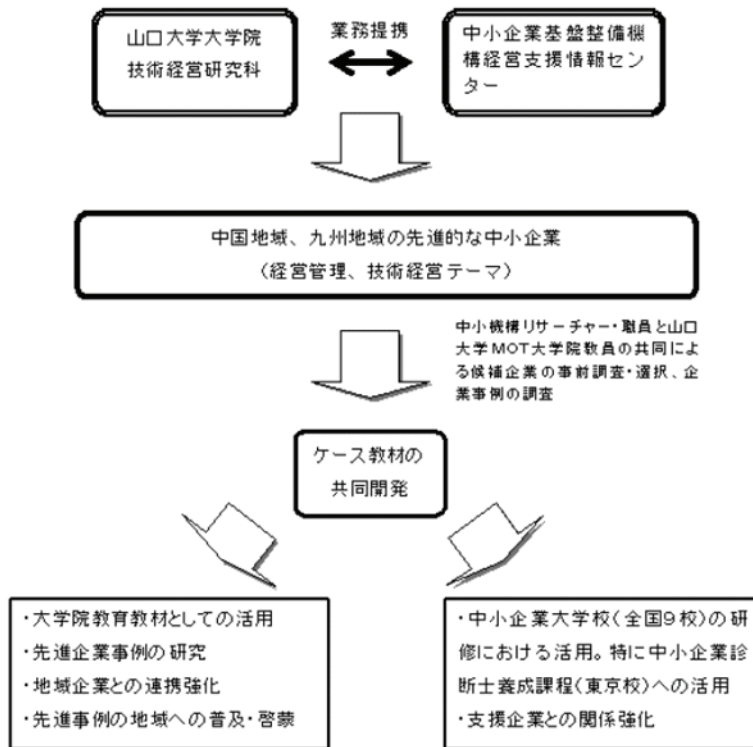 山口大学大学院
技術経営研究科
業務提携
中小企業基盤整備機
構経営支援情報セン
ター
中国地域、九州地域の先進的な中小企業
（経営管理、技術経営テーマ）
中小機構リサーチャー・職員と山口
大学MOT大学院教員の共同によ
る候補企業の事前調査・選択、企
業事例の調査
ケース教材の
共同開発
・大学院教育教材としての活用
・先進企業事例の研究
・地域企業との連携強化
・先進事例の地域への普及・啓蒙
・中小企業大学校（全国９校）の研
修における活用。特に中小企業診
断士養成課程（東京校）への活用
・支援企業との関係強化